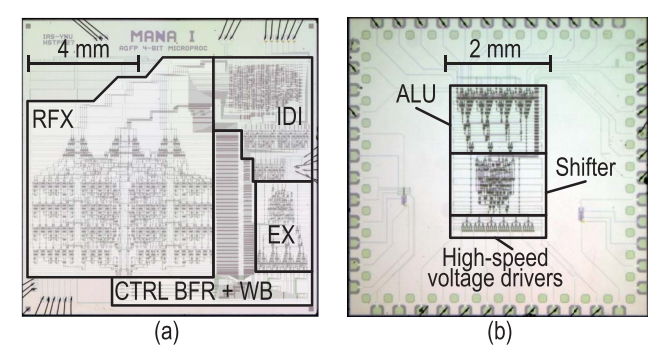 MANA I
AQFP 4-BIT MICROPROC
4 mm
RFX
IDI
EX
CTRL BFR + WB
(a)
2 mm
ALU
Shifter
High-speed
voltage drivers
(b)